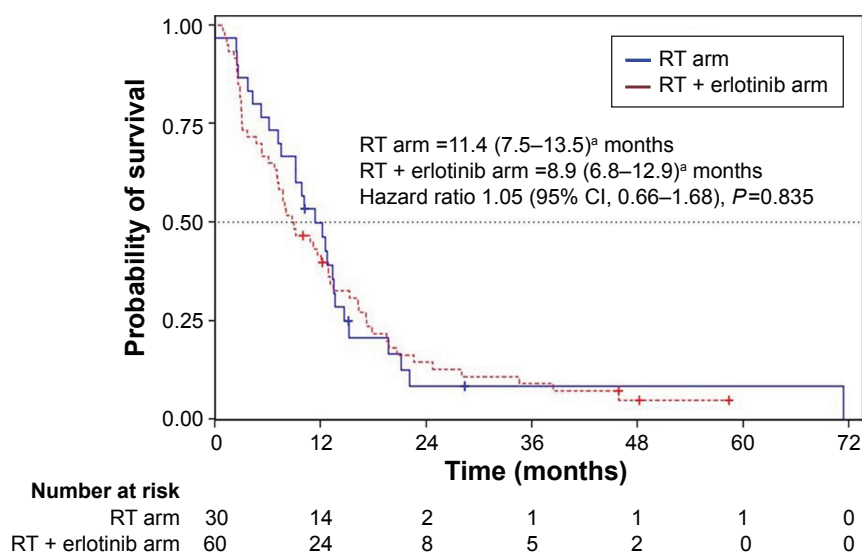 1.00
0.75
0.50
0.25
0.00
Probability of survival
RT arm
RT + erlotinib arm
RT arm =11.4 (7.5–13.5)ᵃ months
RT + erlotinib arm =8.9 (6.8–12.9)ᵃ months
Hazard ratio 1.05 (95% CI, 0.66–1.68), P=0.835
0 12 24 36 48 60 72
Time (months)
Number at risk
RT arm 30 14 2 1 1 1 0
RT + erlotinib arm 60 24 8 5 2 0 0